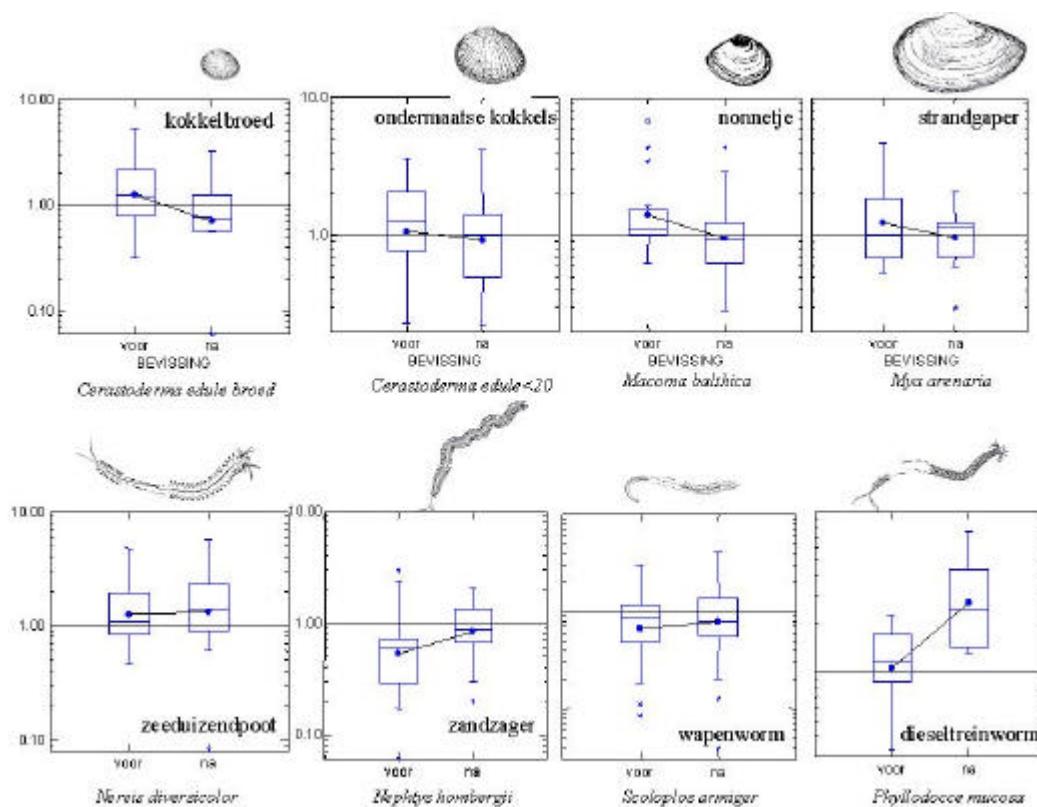 10.00
kokkelbroed
1.00
0.10
voor na
BEVISSING
Cerastoderma edule broed
10.0
ondermaatse kokkels
1.0
voor na
BEVISSING
Cerastoderma edule<20
nonnetje
voor na
BEVISSING
Macoma balthica
strandgaper
voor na
BEVISSING
Mya arenaria
10.00
1.00
zeeduizendpoot
0.10
voor na
Nereis diversicolor
10.00
1.00
zandzager
0.10
voor na
Nephtys hombergii
wapenworm
voor na
Scoloplos armiger
dieseltreinworm
voor na
Phyllodocce mucosa